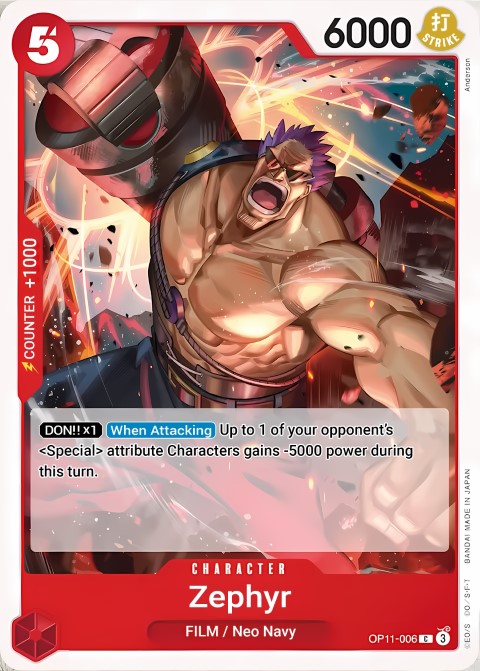 5
6000
打
STRIKE
Anderson
COUNTER +1000
DON!! x1 When Attacking Up to 1 of your opponent's
<Special> attribute Characters gains -5000 power during
this turn.
CHARACTER
Zephyr
FILM / Neo Navy
OP11-006 C 3
©E.O/S. ©O/S·F·T BANDAI MADE IN JAPAN